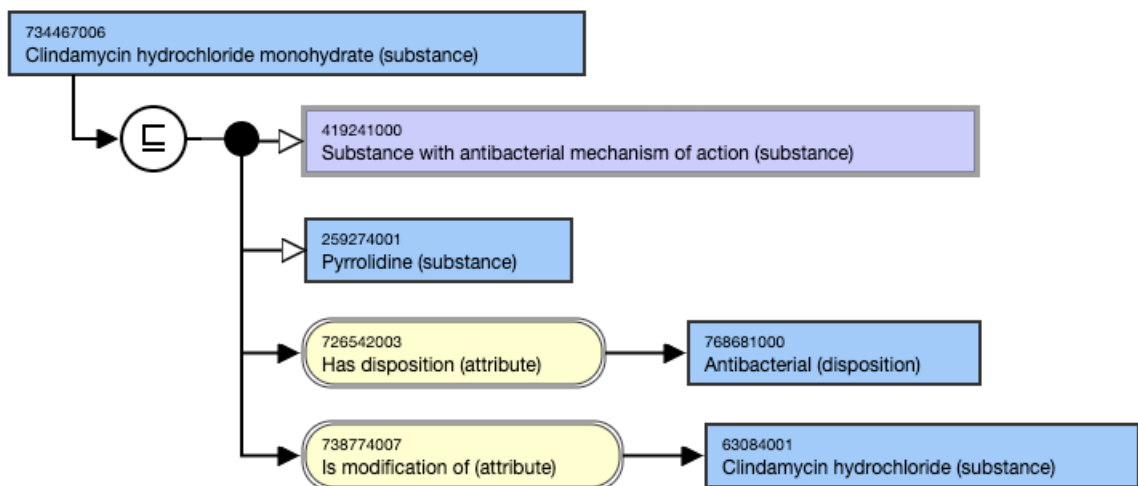 734467006
Clindamycin hydrochloride monohydrate (substance)
⊑
419241000
Substance with antibacterial mechanism of action (substance)
259274001
Pyrrolidine (substance)
726542003
Has disposition (attribute)
768681000
Antibacterial (disposition)
738774007
Is modification of (attribute)
63084001
Clindamycin hydrochloride (substance)